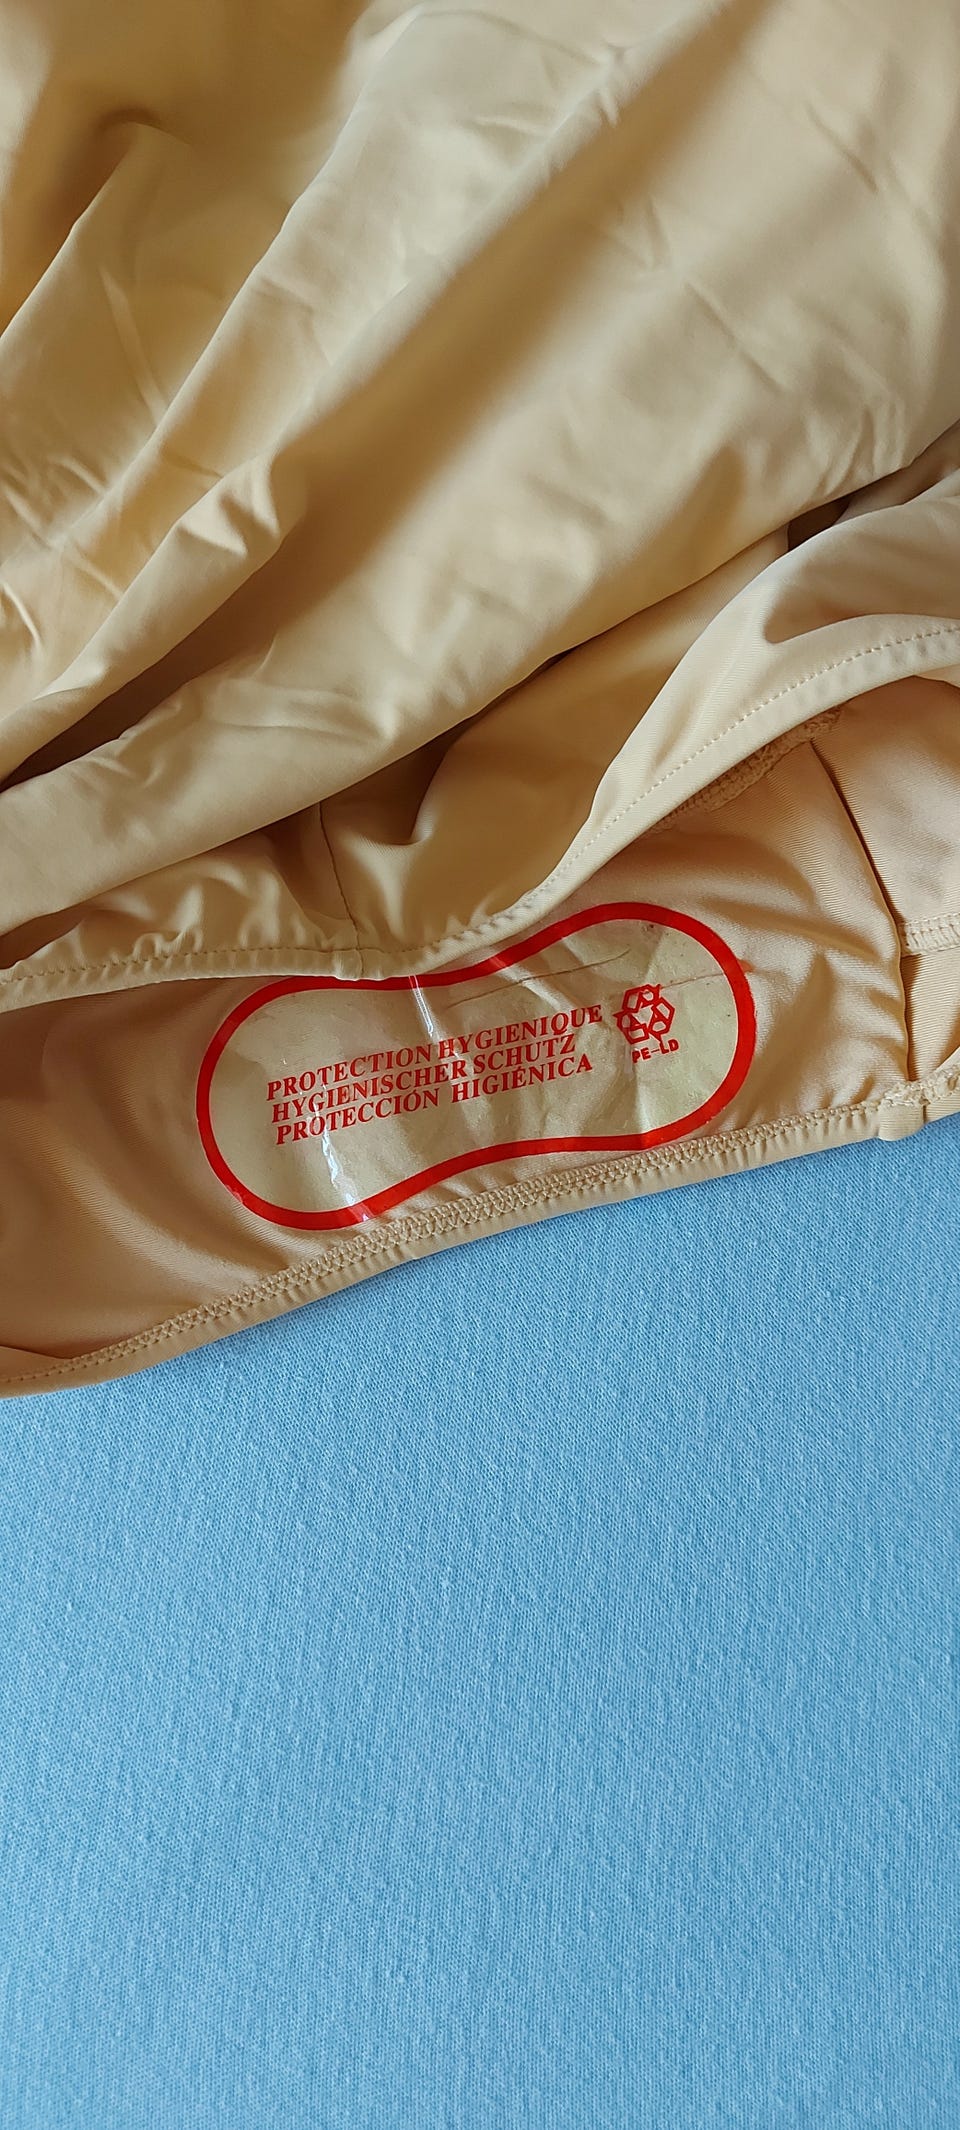 PROTECTION HYGIENIQUE
HYGIENISCHER SCHUTZ
PROTECCIÓN HIGIÉNICA
PE-LD